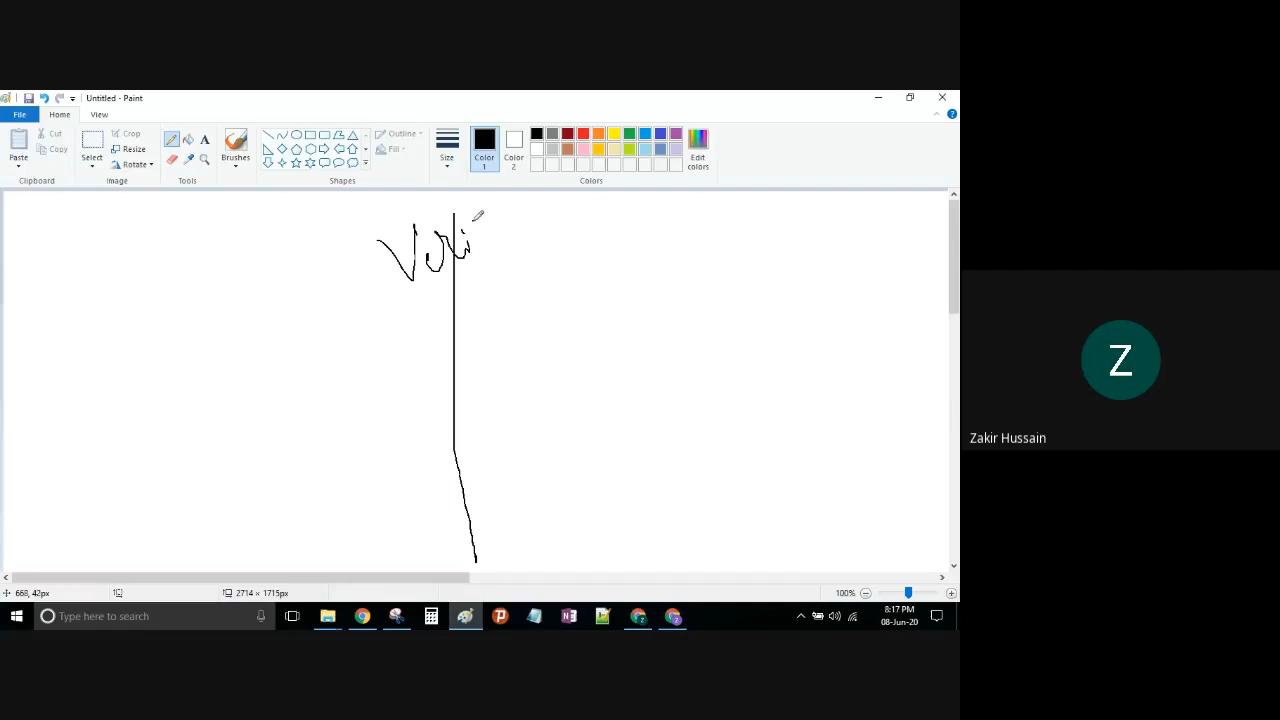 Untitled - Paint
File
Home
View
Paste
Cut
Copy
Clipboard
Select
Crop
Resize
Rotate
Image
A
Tools
Brushes
Shapes
Outline
Fill
Size
Color 1
Color 2
Edit colors
Colors
Verti
Z
Zakir Hussain
668, 42px
2714 × 1715px
100%
Type here to search
8:17 PM
08-Jun-20